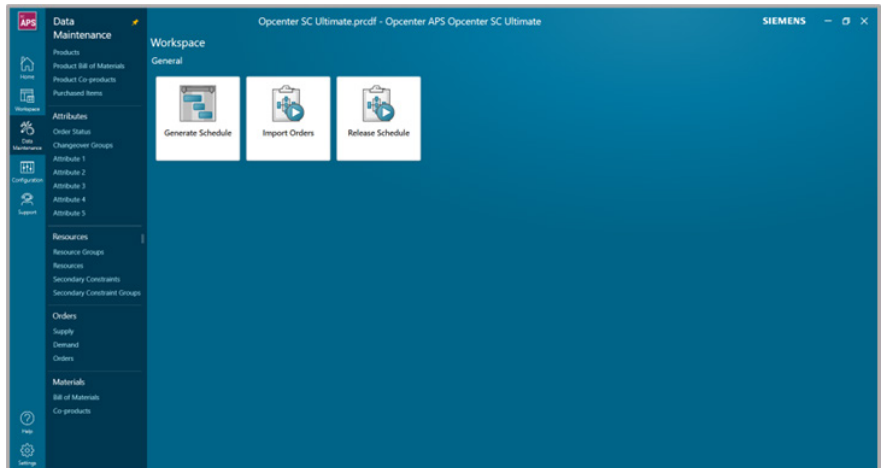 APS
Home
Workspace
Data Maintenance
Configuration
Support
Help
Settings
Data
Maintenance
Products
Product Bill of Materials
Product Co-products
Purchased Items
Attributes
Order Status
Changeover Groups
Attribute 1
Attribute 2
Attribute 3
Attribute 4
Attribute 5
Resources
Resource Groups
Resources
Secondary Constraints
Secondary Constraint Groups
Orders
Supply
Demand
Orders
Materials
Bill of Materials
Co-products
Opcenter SC Ultimate.prcdf - Opcenter APS Opcenter SC Ultimate
SIEMENS
Workspace
General
Generate Schedule
Import Orders
Release Schedule